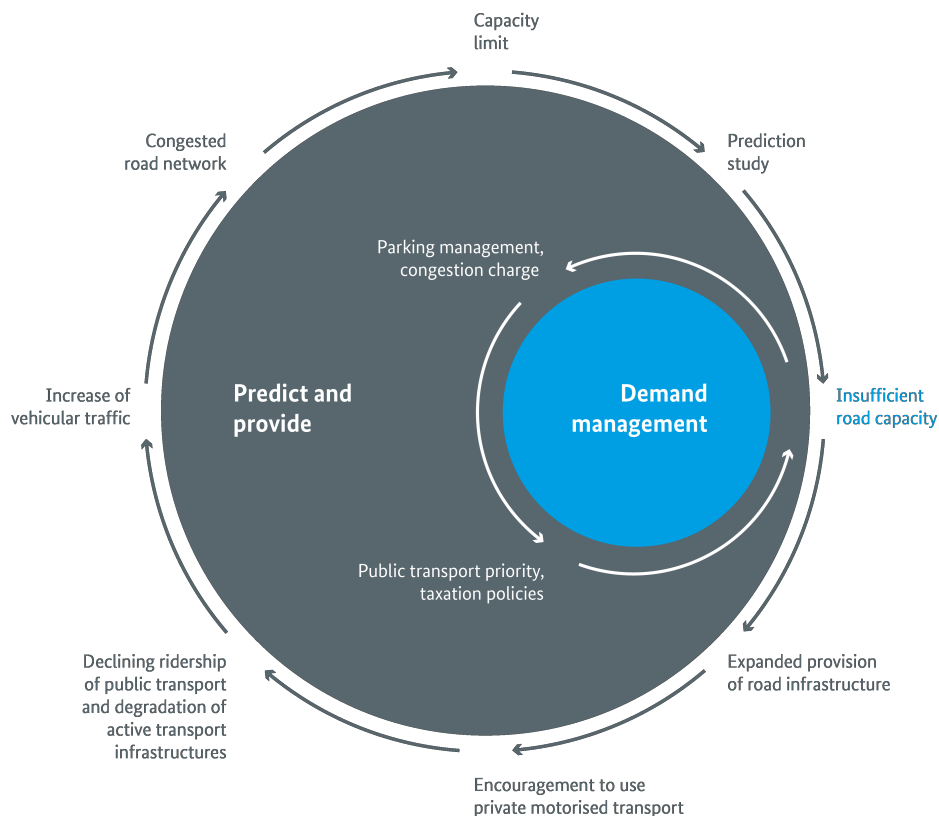 Capacity
limit
Prediction
study
Congested
road network
Parking management,
congestion charge
Predict and
provide
Demand
management
Insufficient
road capacity
Increase of
vehicular traffic
Public transport priority,
taxation policies
Expanded provision
of road infrastructure
Declining ridership
of public transport
and degradation of
active transport
infrastructures
Encouragement to use
private motorised transport